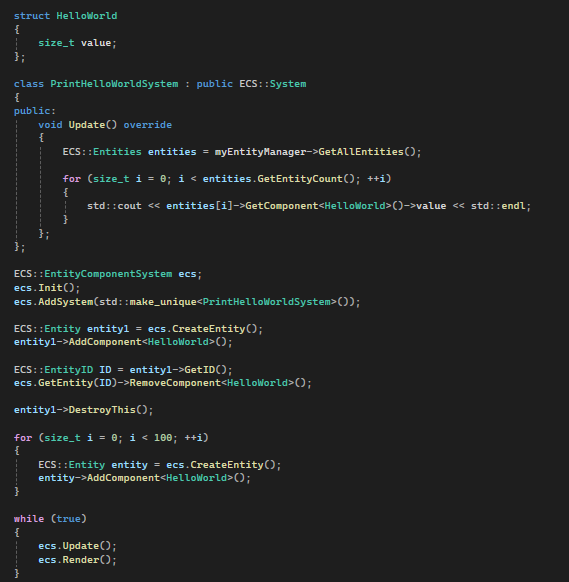 struct HelloWorld
{
    size_t value;
};

class PrintHelloWorldSystem : public ECS::System
{
public:
    void Update() override
    {
        ECS::Entities entities = myEntityManager->GetAllEntities();

        for (size_t i = 0; i < entities.GetEntityCount(); ++i)
        {
            std::cout << entities[i]->GetComponent<HelloWorld>()->value << std::endl;
        }
    };
};

ECS::EntityComponentSystem ecs;
ecs.Init();
ecs.AddSystem(std::make_unique<PrintHelloWorldSystem>());

ECS::Entity entity1 = ecs.CreateEntity();
entity1->AddComponent<HelloWorld>();

ECS::EntityID ID = entity1->GetID();
ecs.GetEntity(ID)->RemoveComponent<HelloWorld>();

entity1->DestroyThis();

for (size_t i = 0; i < 100; ++i)
{
    ECS::Entity entity = ecs.CreateEntity();
    entity->AddComponent<HelloWorld>();
}

while (true)
{
    ecs.Update();
    ecs.Render();
}